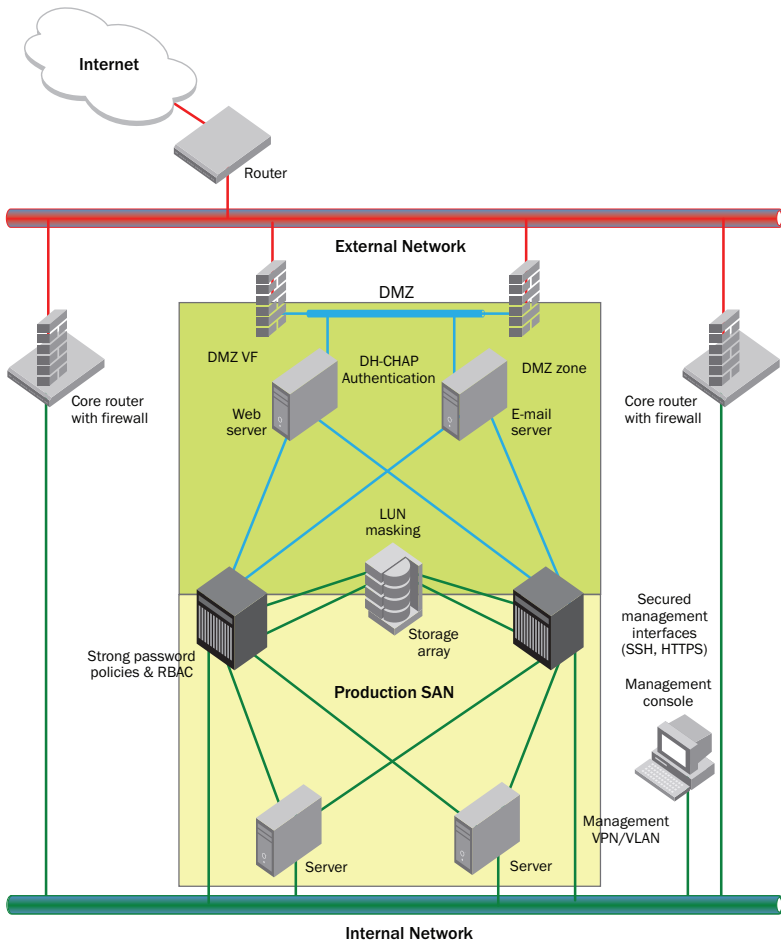 Internet
Router
External Network
DMZ
DMZ VF
DH-CHAP
Authentication
DMZ zone
Core router
with firewall
Web
server
E-mail
server
Core router
with firewall
LUN
masking
Storage
array
Strong password
policies & RBAC
Secured
management
interfaces
(SSH, HTTPS)
Production SAN
Management
console
Server
Server
Management
VPN/VLAN
Internal Network